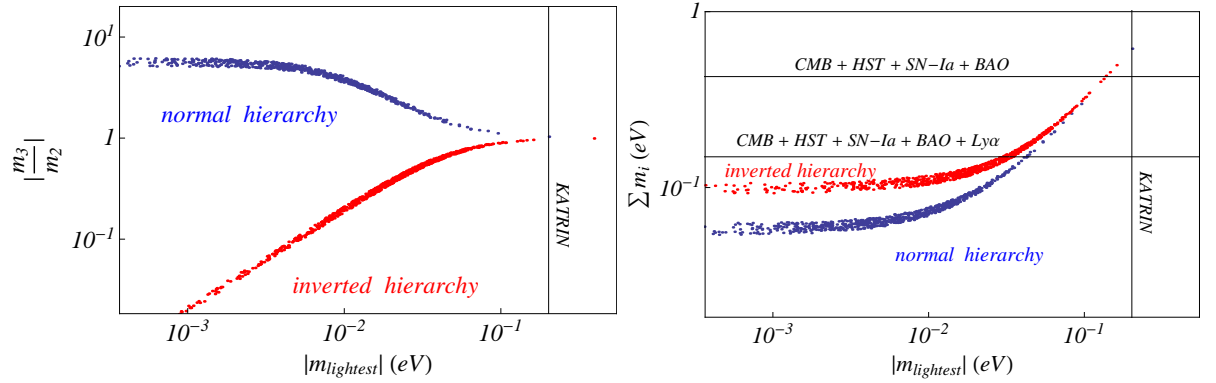 10^1
1
10^-1
|m_3/m_2|
normal hierarchy
inverted hierarchy
KATRIN
10^-3
10^-2
10^-1
|m_lightest| (eV)
1
10^-1
∑ m_i (eV)
CMB + HST + SN–Ia + BAO
CMB + HST + SN–Ia + BAO + Lyα
inverted hierarchy
normal hierarchy
KATRIN
10^-3
10^-2
10^-1
|m_lightest| (eV)